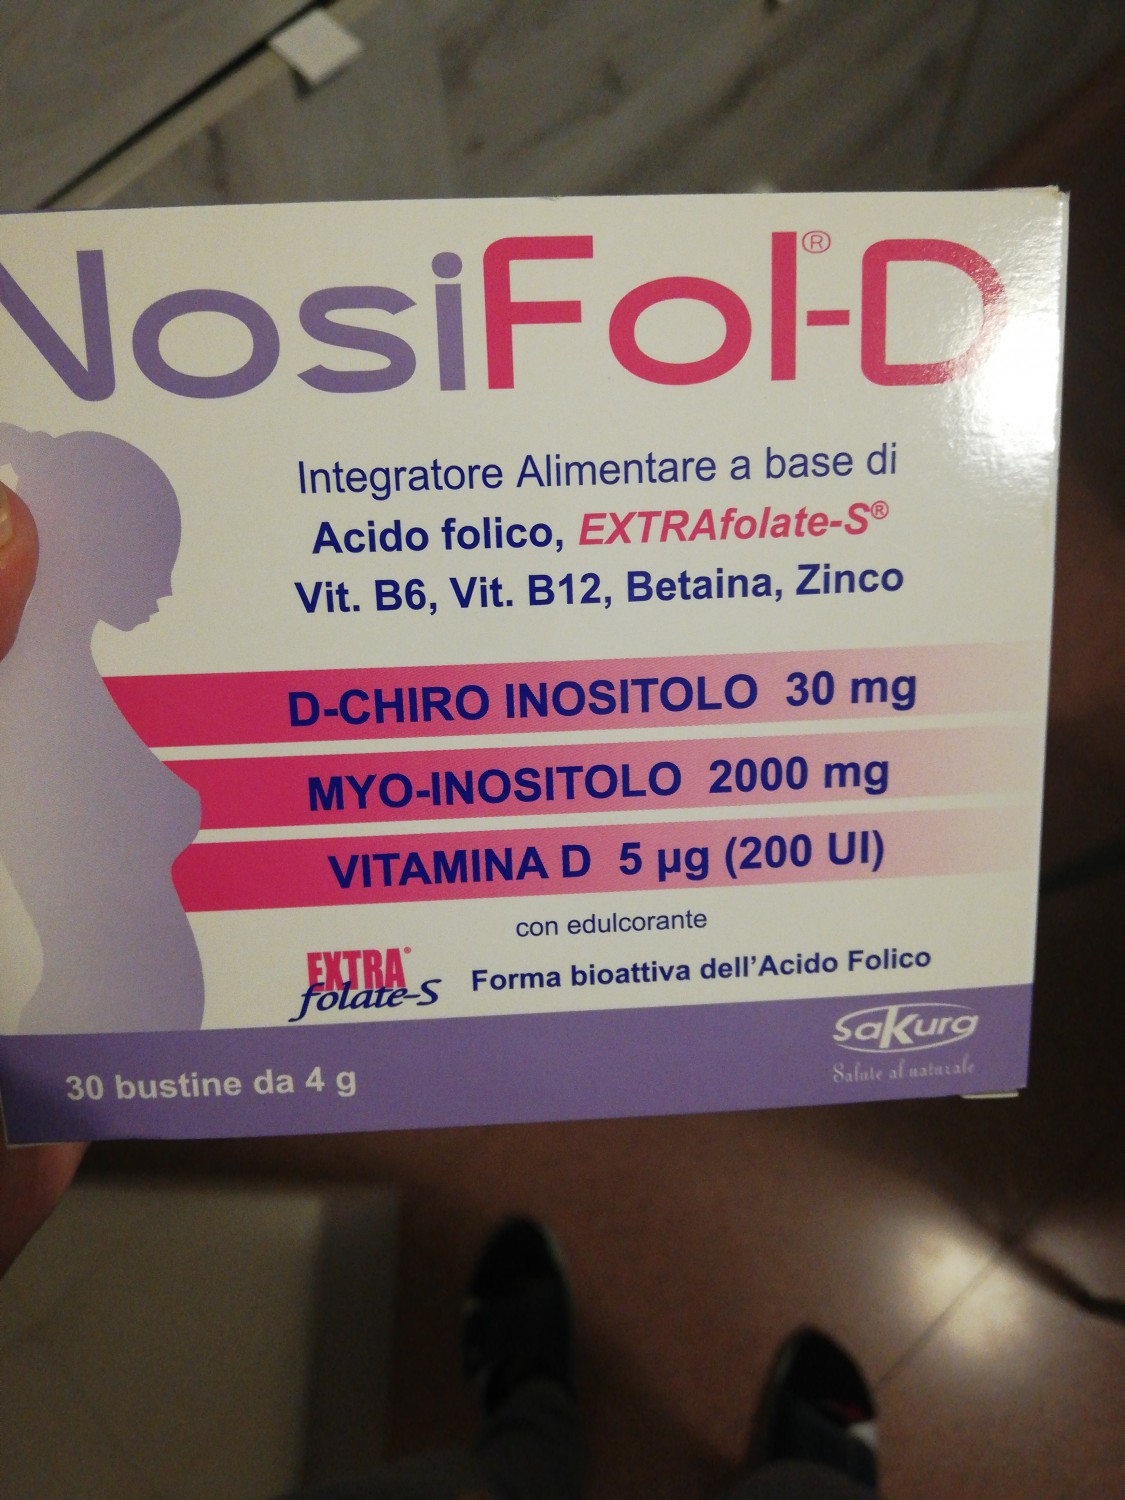 NosiFol-D®
Integratore Alimentare a base di
Acido folico, EXTRAfolate-S®
Vit. B6, Vit. B12, Betaina, Zinco
D-CHIRO INOSITOLO 30 mg
MYO-INOSITOLO 2000 mg
VITAMINA D 5 µg (200 UI)
con edulcorante
EXTRA®
folate-S
Forma bioattiva dell'Acido Folico
sakura
Salute al naturale
30 bustine da 4 g